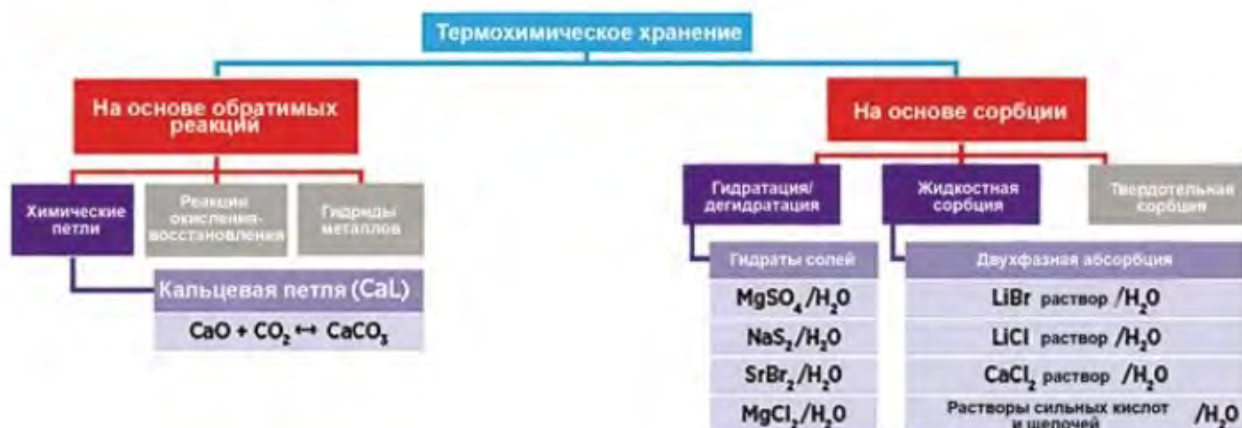 Термохимическое хранение
На основе обратимых
реакций
На основе сорбции
Химические
петли
Реакции
окисления-
восстановления
Гидриды
металлов
Гидратация/
дегидратация
Жидкостная
сорбция
Твердотельная
сорбция
Кальцевая петля (CaL)
CaO + CO₂ ↔ CaCO₃
Гидраты солей
MgSO₄/H₂O
NaS₂/H₂O
SrBr₂/H₂O
MgCl₂/H₂O
Двухфазная абсорбция
LiBr раствор /H₂O
LiCl раствор /H₂O
CaCl₂ раствор /H₂O
Растворы сильных кислот
и щелочей /H₂O